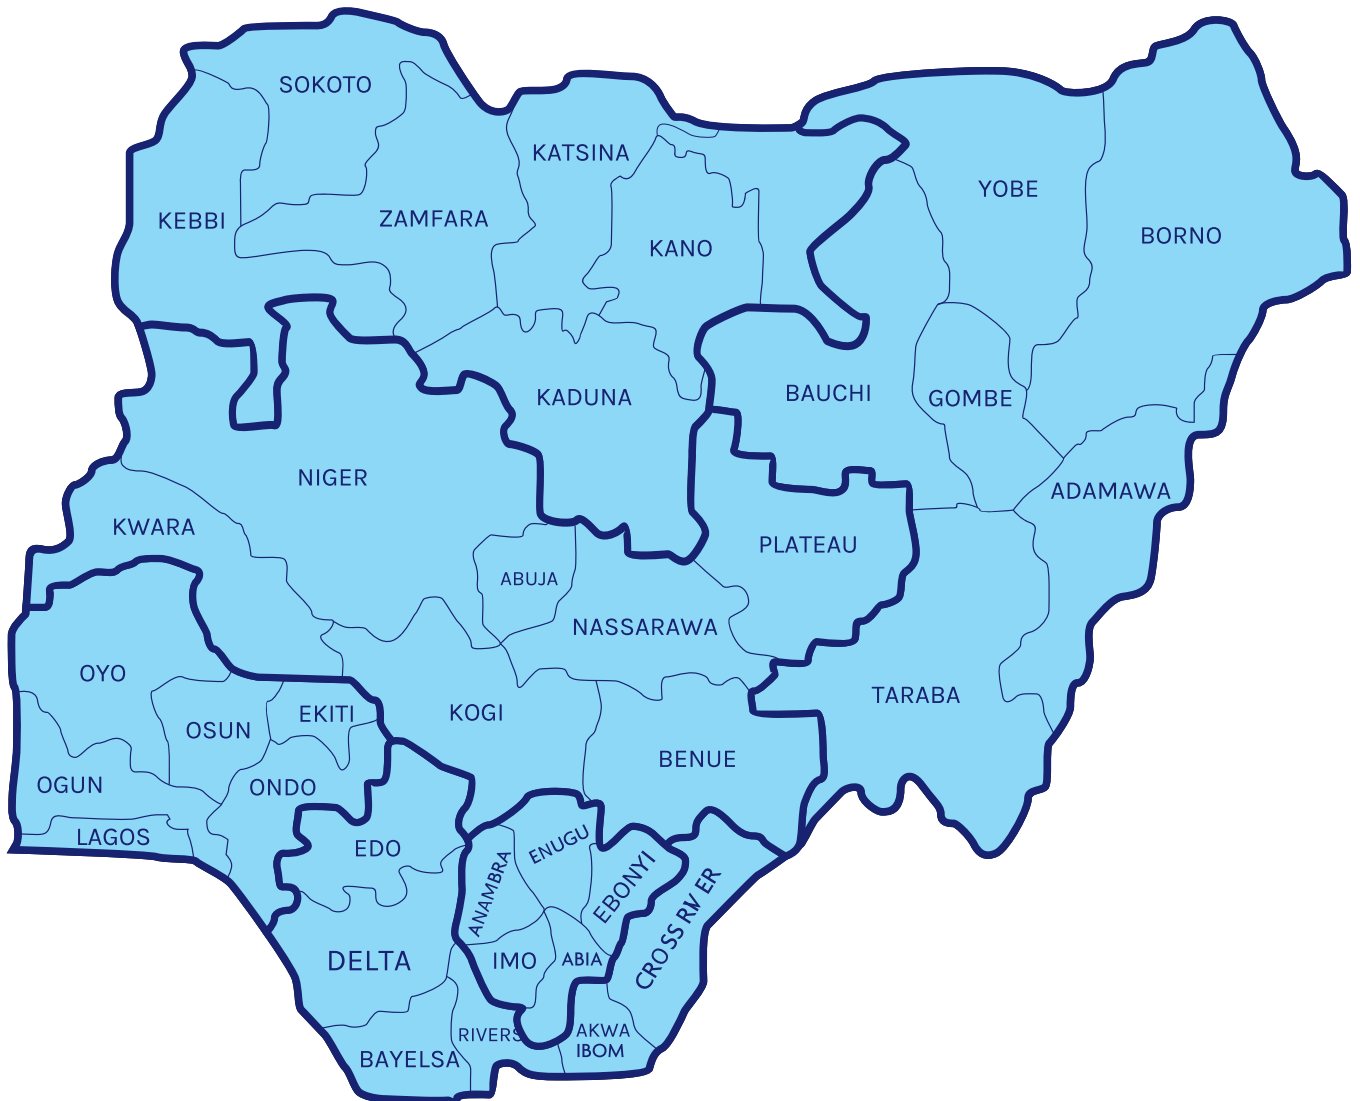 SOKOTO
KATSINA
YOBE
KEBBI
ZAMFARA
KANO
BORNO
KADUNA
BAUCHI
GOMBE
NIGER
ADAMAWA
KWARA
PLATEAU
ABUJA
NASSARAWA
OYO
TARABA
EKITI
KOGI
OSUN
BENUE
OGUN
ONDO
LAGOS
EDO
ENUGU
ANAMBRA
EBONYI
CROSS RIVER
DELTA
IMO
ABIA
RIVERS
AKWA
IBOM
BAYELSA